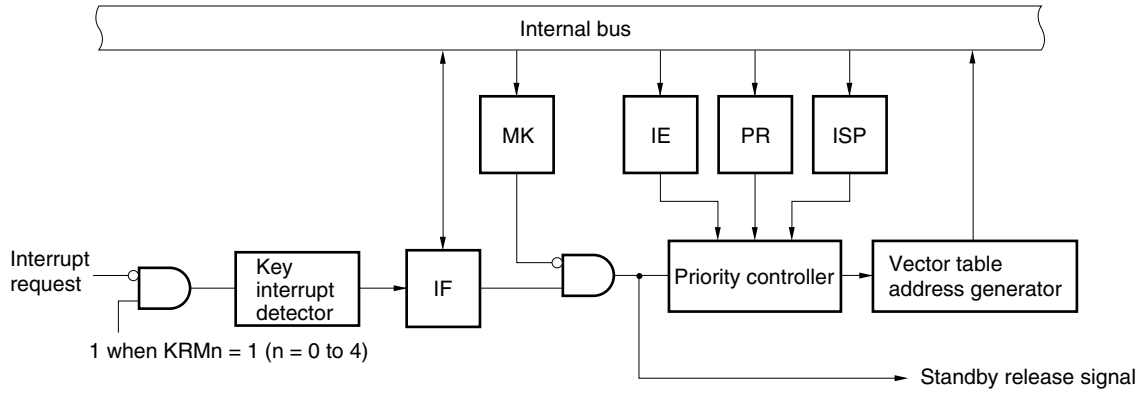 Internal bus
MK
IE
PR
ISP
Interrupt
request
Key
interrupt
detector
IF
Priority controller
Vector table
address generator
1 when KRMn = 1 (n = 0 to 4)
Standby release signal